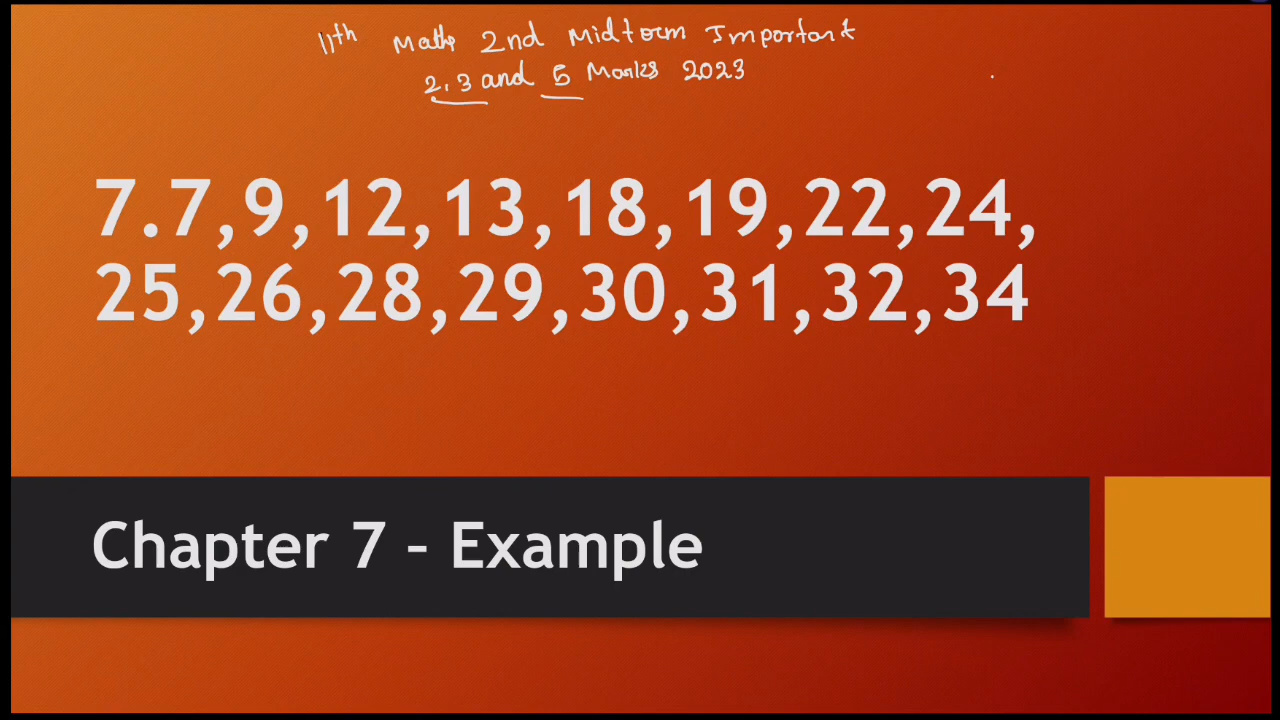 11th Maths 2nd Midterm Important
2, 3 and 5 Marks 2023
7.7,9,12,13,18,19,22,24,
25,26,28,29,30,31,32,34
Chapter 7 – Example